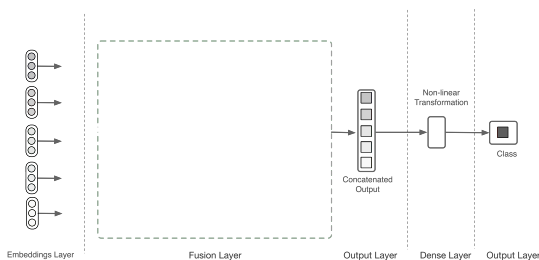 Non-linear
Transformation
Class
Concatenated
Output
Embeddings Layer
Fusion Layer
Output Layer
Dense Layer
Output Layer